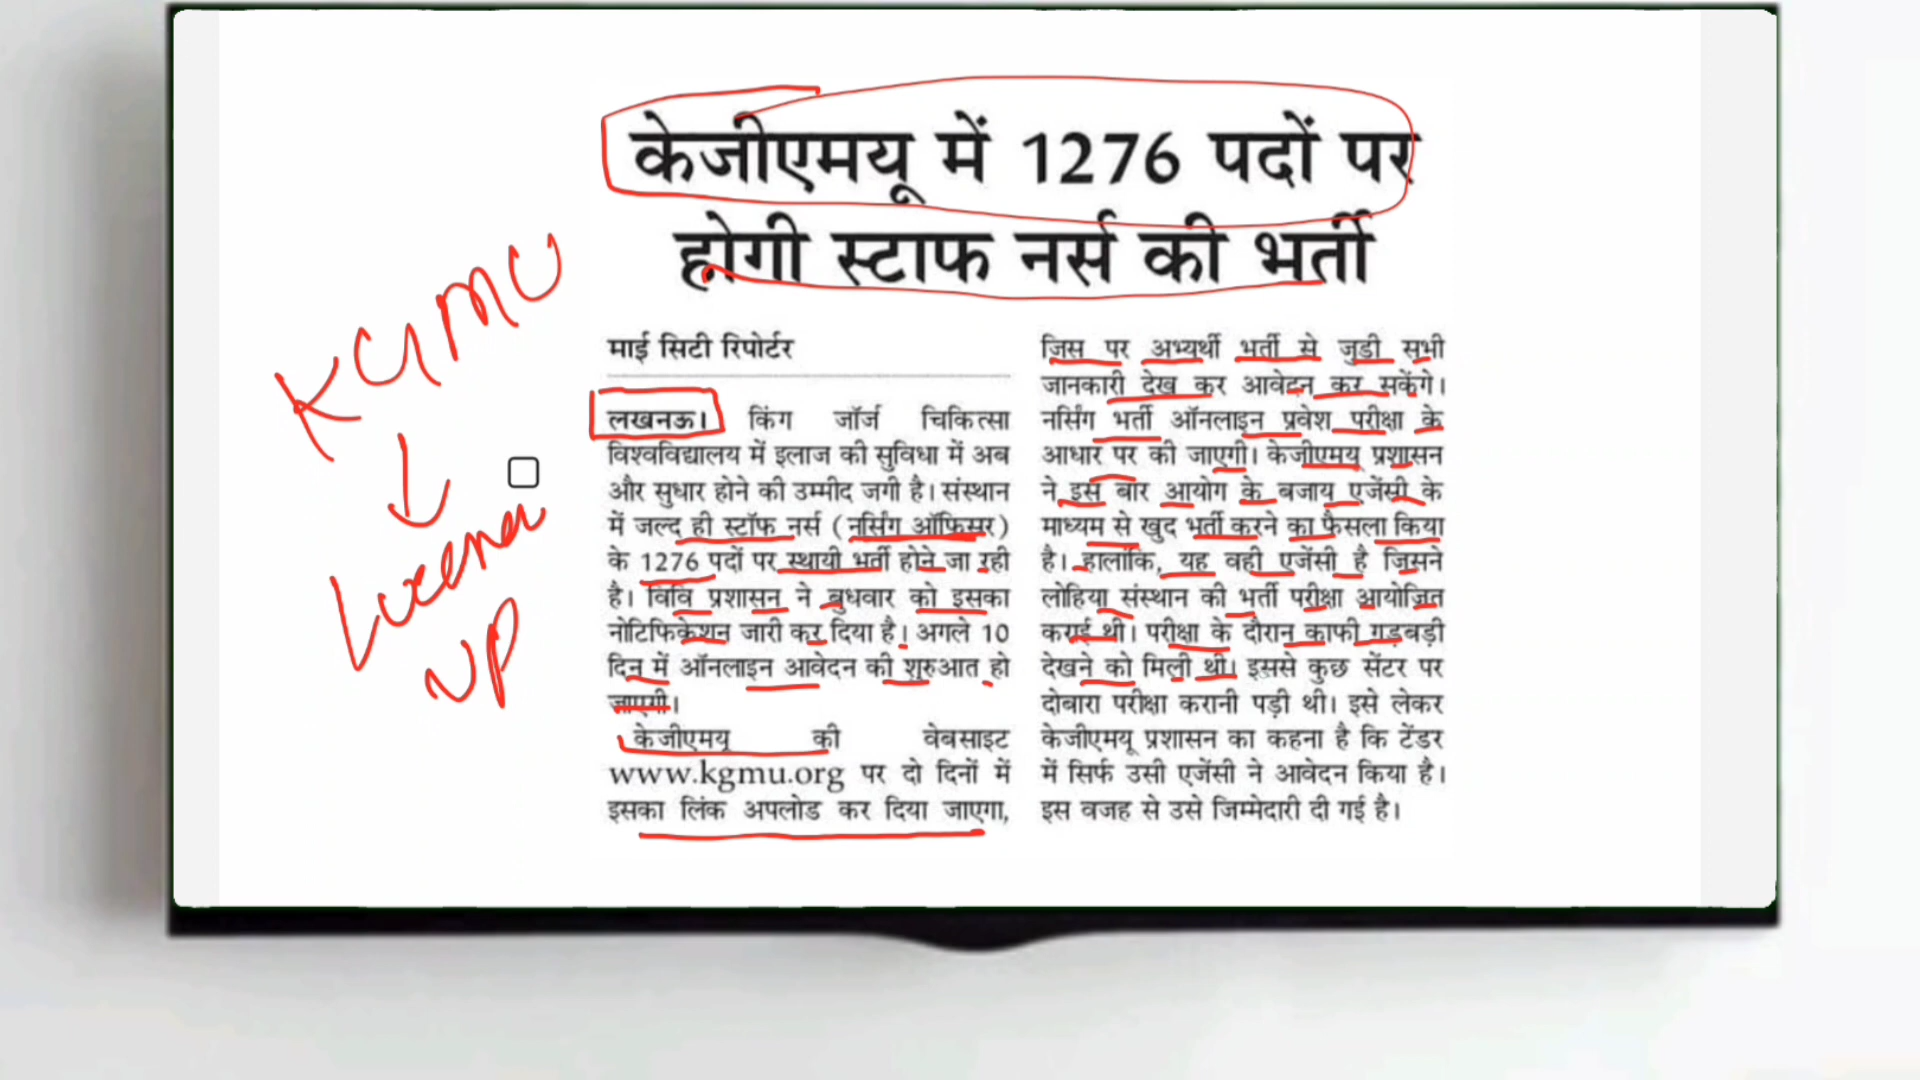 केजीएमयू में 1276 पदों पर
होगी स्टाफ नर्स की भर्ती
माई सिटी रिपोर्टर
लखनऊ। किंग जॉर्ज चिकित्सा
विश्वविद्यालय में इलाज की सुविधा में अब
और सुधार होने की उम्मीद जगी है। संस्थान
में जल्द ही स्टॉफ नर्स (नर्सिंग ऑफिसर)
के 1276 पदों पर स्थायी भर्ती होने जा रही
है। विवि प्रशासन ने बुधवार को इसका
नोटिफिकेशन जारी कर दिया है। अगले 10
दिन में ऑनलाइन आवेदन की शुरुआत हो
जाएगी।
केजीएमयू की वेबसाइट
www.kgmu.org पर दो दिनों में
इसका लिंक अपलोड कर दिया जाएगा,
जिस पर अभ्यर्थी भर्ती से जुडी सभी
जानकारी देख कर आवेदन कर सकेंगे।
नर्सिंग भर्ती ऑनलाइन प्रवेश परीक्षा के
आधार पर की जाएगी। केजीएमयू प्रशासन
ने इस बार आयोग के बजाय एजेंसी के
माध्यम से खुद भर्ती करने का फैसला किया
है। हालांकि, यह वही एजेंसी है जिसने
लोहिया संस्थान की भर्ती परीक्षा आयोजित
कराई थी। परीक्षा के दौरान काफी गड़बड़ी
देखने को मिली थी। इससे कुछ सेंटर पर
दोबारा परीक्षा करानी पड़ी थी। इसे लेकर
केजीएमयू प्रशासन का कहना है कि टेंडर
में सिर्फ उसी एजेंसी ने आवेदन किया है।
इस वजह से उसे जिम्मेदारी दी गई है।
KGMU
UP